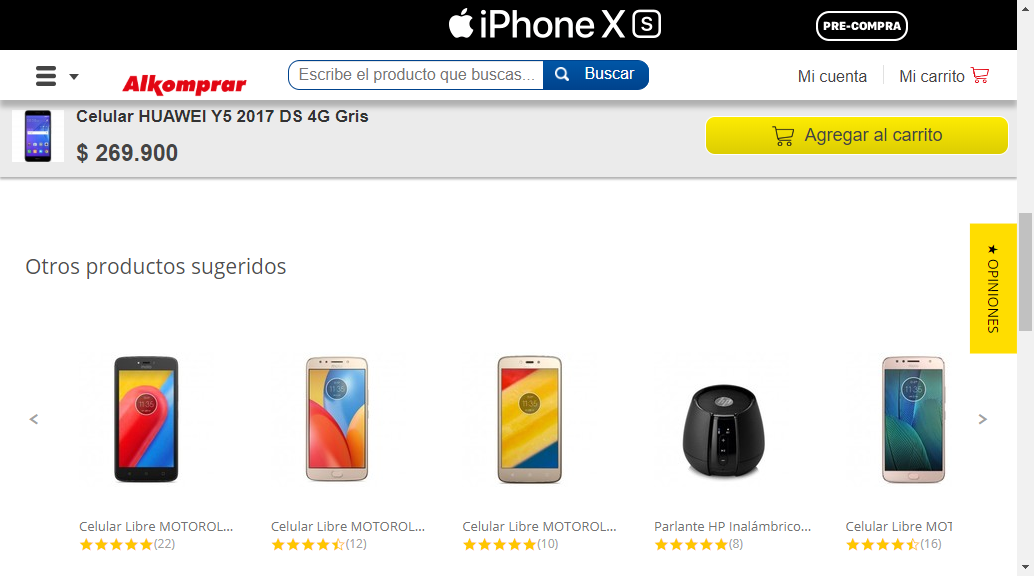 iPhone X S
PRE-COMPRA
Alkomprar
Escribe el producto que buscas...
Buscar
Mi cuenta
Mi carrito
Celular HUAWEI Y5 2017 DS 4G Gris
$ 269.900
Agregar al carrito
★ OPINIONES
Otros productos sugeridos
Celular Libre MOTOROL...
(22)
Celular Libre MOTOROL...
(12)
Celular Libre MOTOROL...
(10)
Parlante HP Inalámbrico...
(8)
Celular Libre MOT
(16)